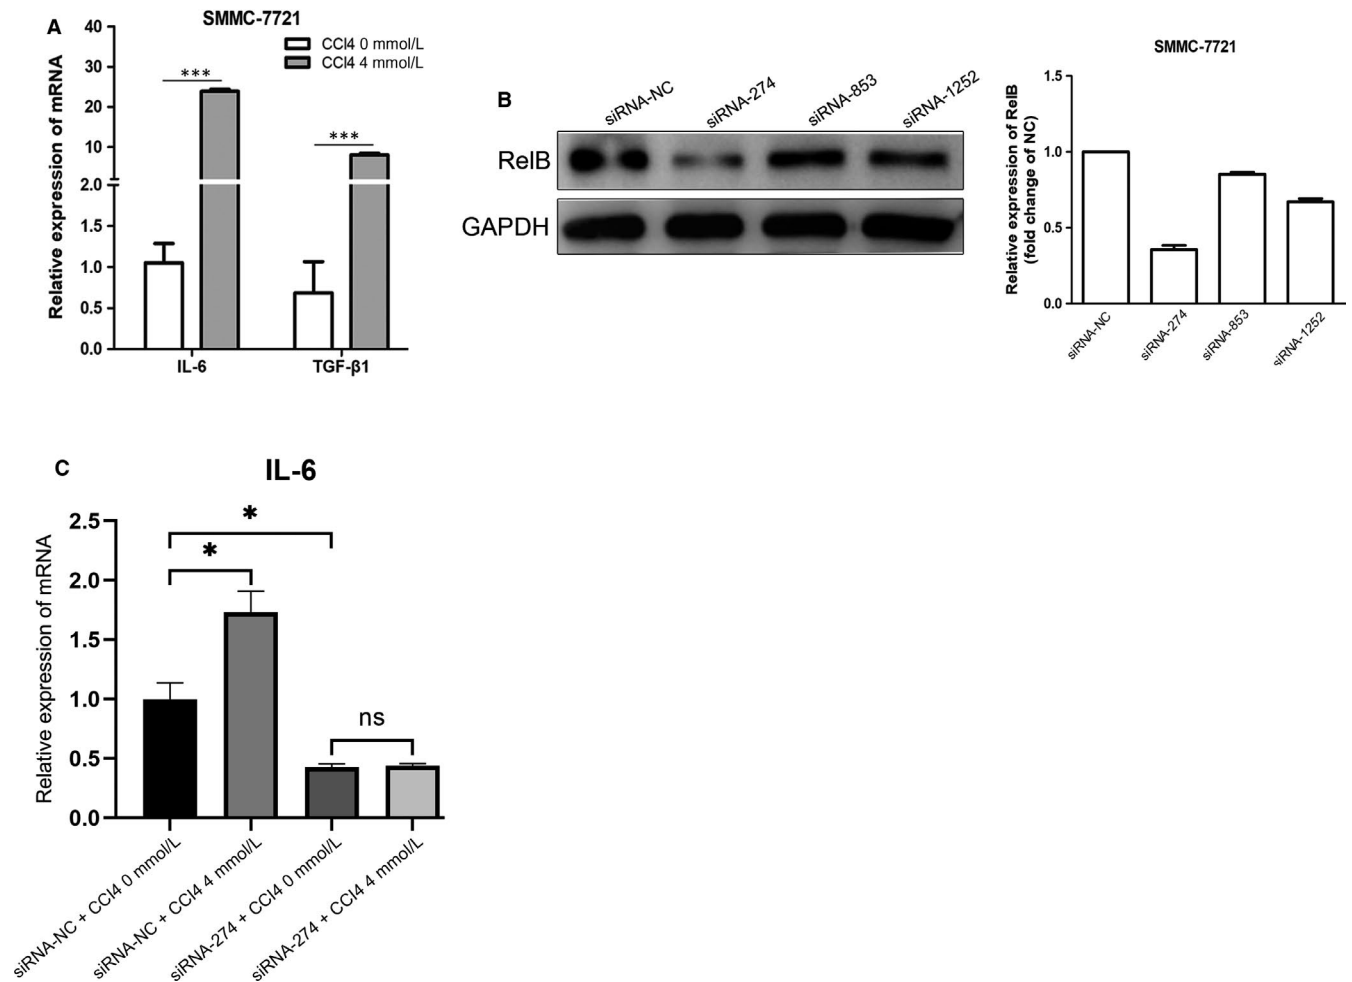 A
SMMC-7721
CCl4 0 mmol/L
CCl4 4 mmol/L
Relative expression of mRNA
40
30
20
10
2.0
1.5
1.0
0.5
0.0
***
***
IL-6
TGF-β1
B
siRNA-NC
siRNA-274
siRNA-853
siRNA-1252
RelB
GAPDH
SMMC-7721
Relative expression of RelB
(fold change of NC)
1.5
1.0
0.5
0.0
siRNA-NC
siRNA-274
siRNA-853
siRNA-1252
C
IL-6
Relative expression of mRNA
2.5
2.0
1.5
1.0
0.5
0.0
*
*
ns
siRNA-NC + CCl4 0 mmol/L
siRNA-NC + CCl4 4 mmol/L
siRNA-274 + CCl4 0 mmol/L
siRNA-274 + CCl4 4 mmol/L